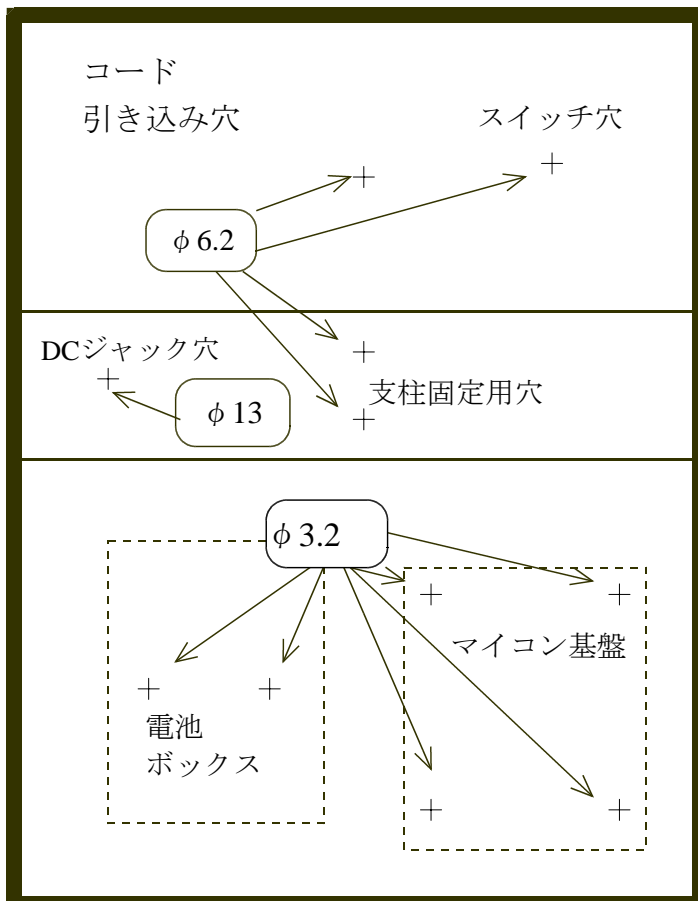 コード
引き込み穴
スイッチ穴
φ6.2
DCジャック穴
支柱固定用穴
φ13
φ3.2
マイコン基盤
電池
ボックス